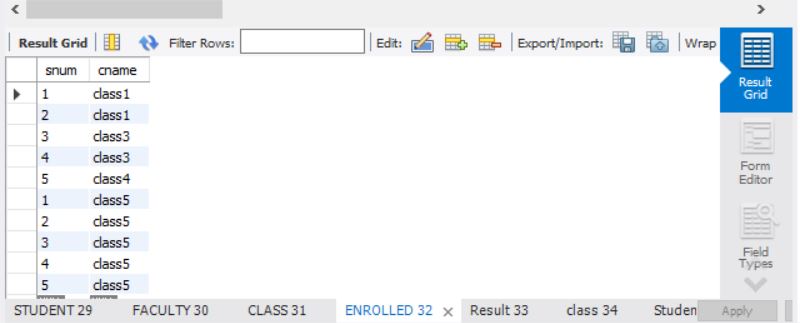 Result Grid Filter Rows: Edit: Export/Import: Wrap
Result
Grid
snum cname
1 class1
2 class1
3 class3
4 class3
5 class4
1 class5
2 class5
3 class5
4 class5
5 class5
Form
Editor
Field
Types
STUDENT 29 FACULTY 30 CLASS 31 ENROLLED 32 Result 33 class 34 Studen Apply